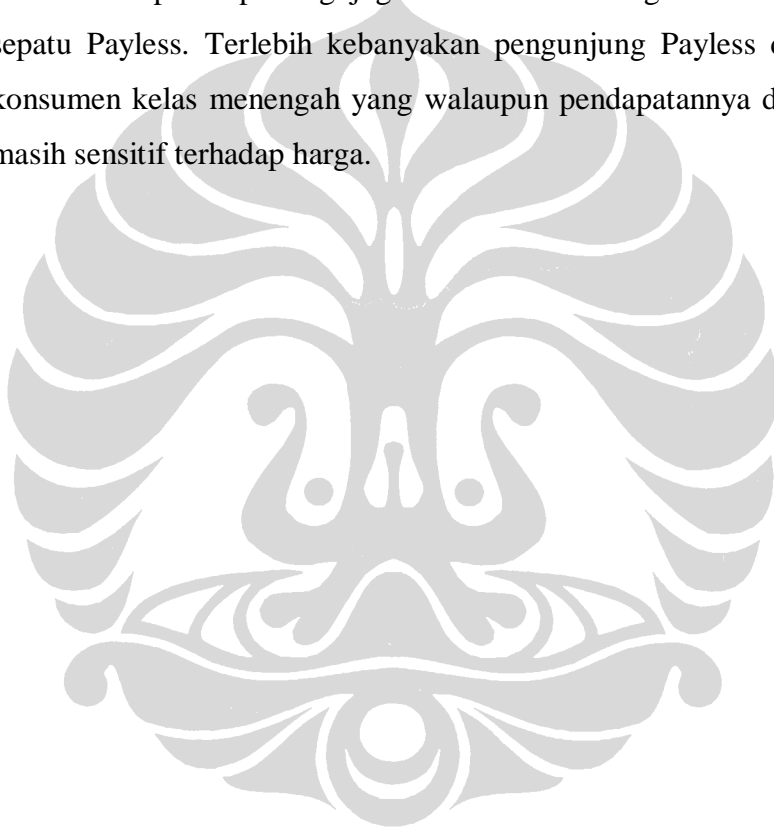 sepatu Payless. Terlebih kebanyakan pengunjung Payless
konsumen kelas menengah yang walaupun pendapatannya
masih sensitif terhadap harga.